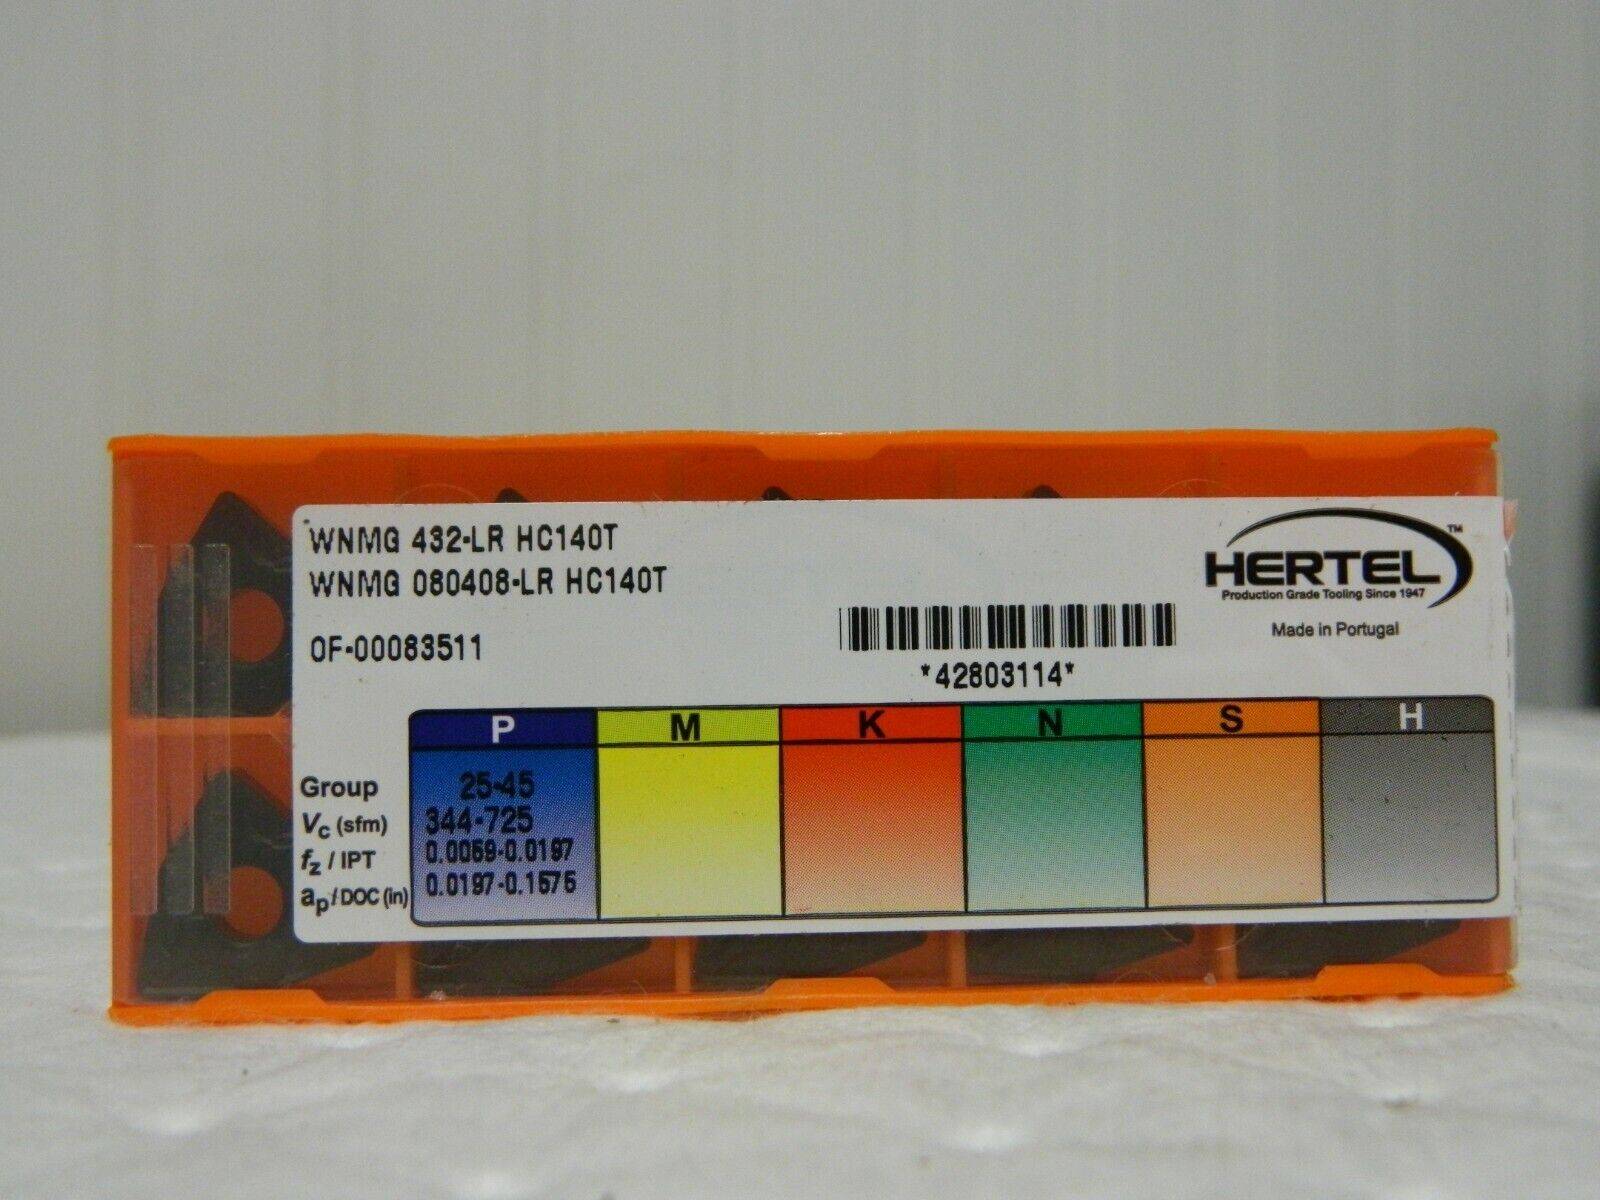 WNMG 432-LR HC140T
WNMG 080408-LR HC140T
OF-00083511
HERTEL™
Production Grade Tooling Since 1947
Made in Portugal
*42803114*
P M K N S H
Group 25-45
Vc (sfm) 344-725
fz / IPT 0.0059-0.0197
ap / DOC (in) 0.0197-0.1575